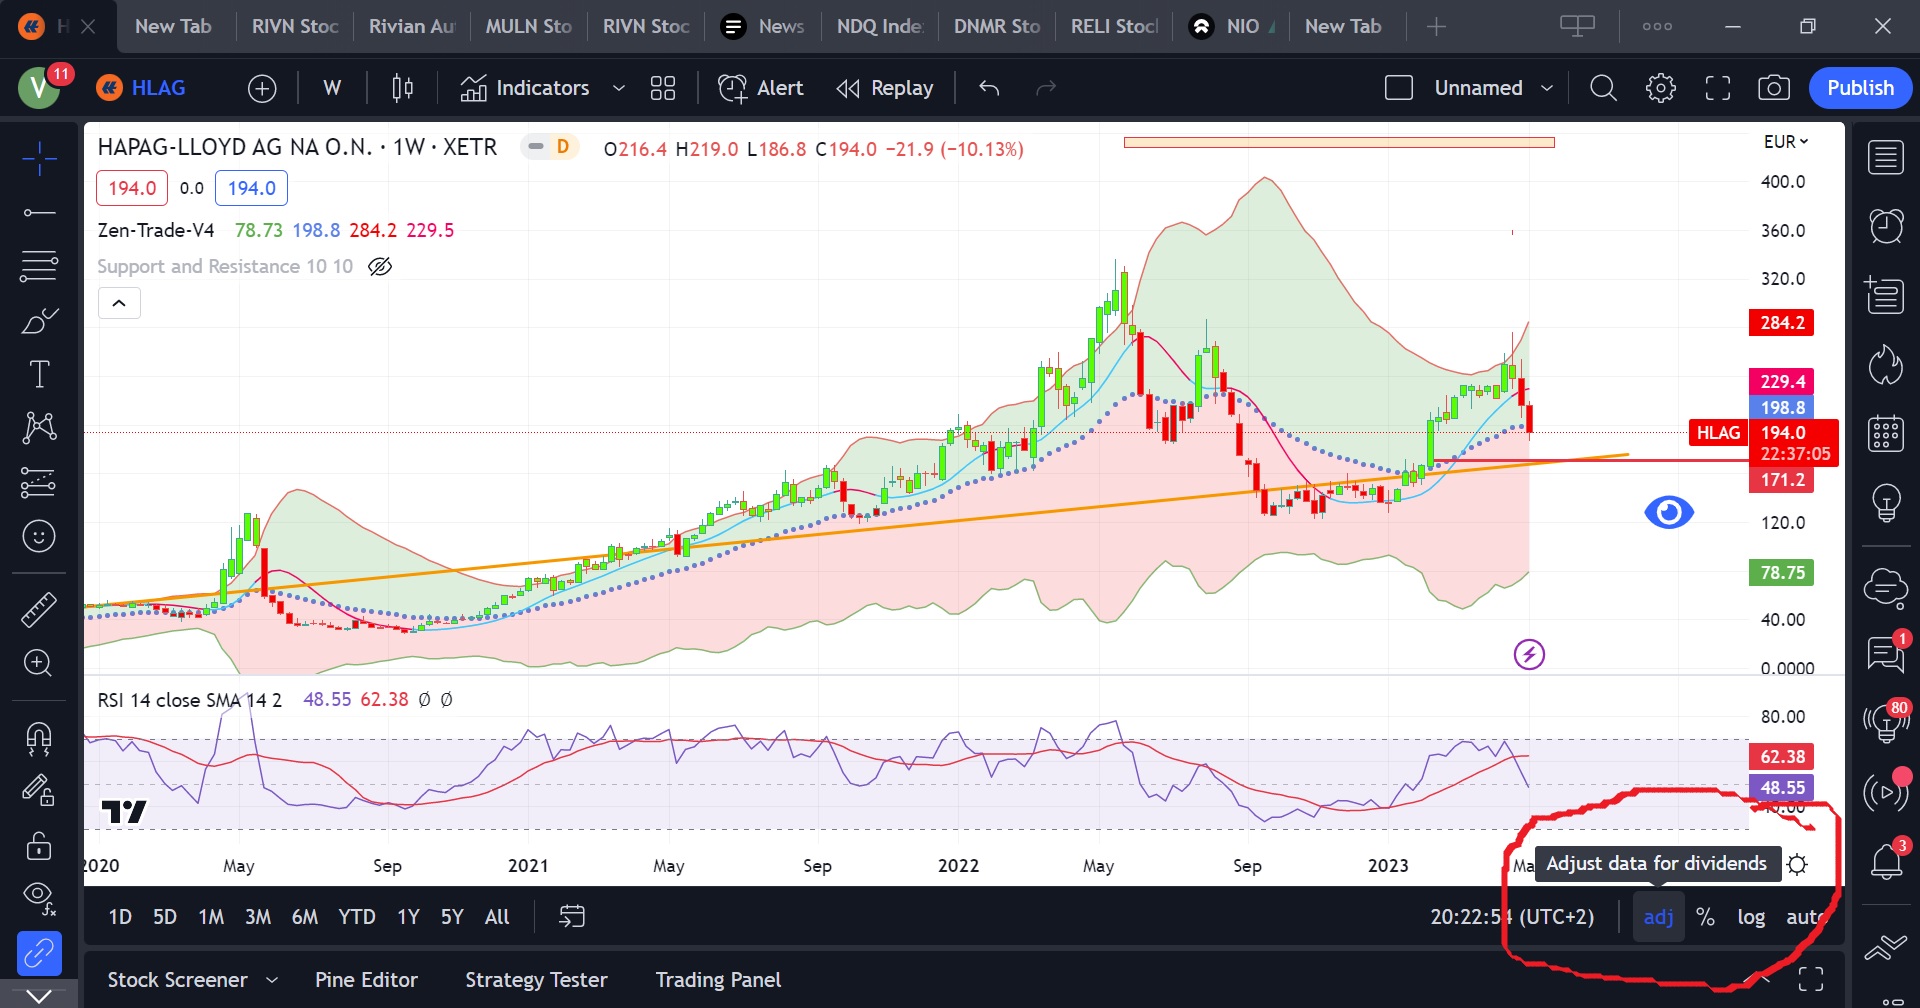 H New Tab RIVN Stoc Rivian Au MULN Sto RIVN Stoc News NDQ Inde DNMR Sto RELI Stoc NIO New Tab
V 11 HLAG W Indicators Alert Replay Unnamed Publish
HAPAG-LLOYD AG NA O.N. · 1W · XETR D O216.4 H219.0 L186.8 C194.0 −21.9 (−10.13%) EUR
194.0 0.0 194.0
400.0
Zen-Trade-V4 78.73 198.8 284.2 229.5
360.0
Support and Resistance 10 10
320.0
284.2
229.4
198.8
HLAG 194.0
22:37:05
171.2
120.0
78.75
40.00
0.0000
RSI 14 close SMA 14 2 48.55 62.38 Ø Ø
80.00
62.38
48.55
40.00
2020 May Sep 2021 May Sep 2022 May Sep 2023 Ma
Adjust data for dividends
1D 5D 1M 3M 6M YTD 1Y 5Y All 20:22:54 (UTC+2) adj % log auto
Stock Screener Pine Editor Strategy Tester Trading Panel
T
1
80
3